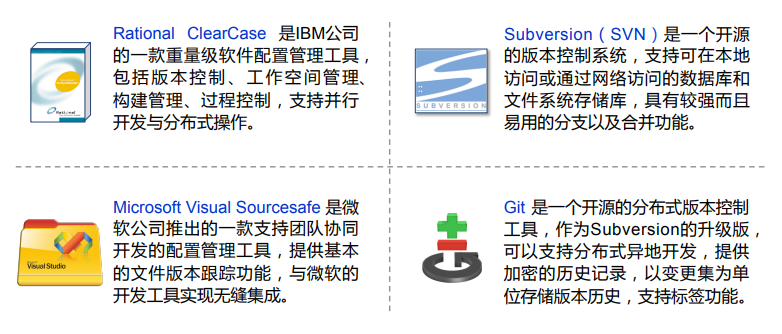 Rational ClearCase 是IBM公司
的一款重量级软件配置管理工具，
包括版本控制、工作空间管理、
构建管理、过程控制，支持并行
开发与分布式操作。
Rational
Subversion（SVN）是一个开源
的版本控制系统，支持可在本地
访问或通过网络访问的数据库和
文件系统存储库，具有较强而且
易用的分支以及合并功能。
SUBVERSION
Microsoft Visual Sourcesafe 是微
软公司推出的一款支持团队协同
开发的配置管理工具，提供基本
的文件版本跟踪功能，与微软的
开发工具实现无缝集成。
Visual Studio
Git 是一个开源的分布式版本控制
工具，作为Subversion的升级版，
可以支持分布式异地开发，提供
加密的历史记录，以变更集为单
位存储版本历史，支持标签功能。